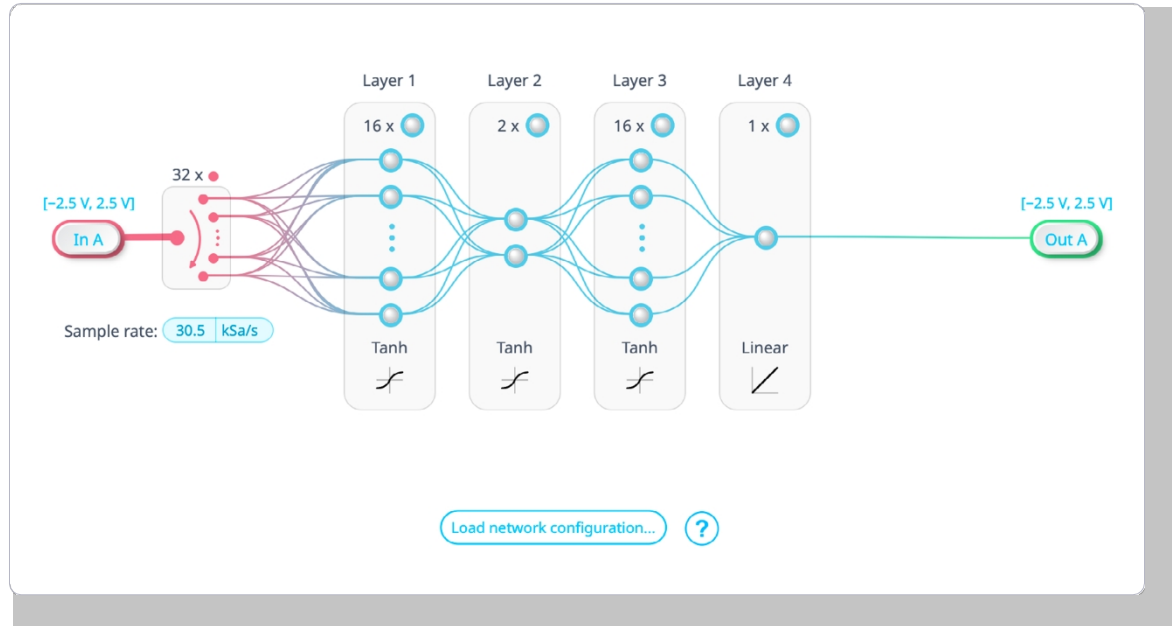 Layer 1 Layer 2 Layer 3 Layer 4
16 x 2 x 16 x 1 x
32 x
[−2.5 V, 2.5 V] [−2.5 V, 2.5 V]
In A Out A
Sample rate: 30.5 kSa/s
Tanh Tanh Tanh Linear
Load network configuration... ?